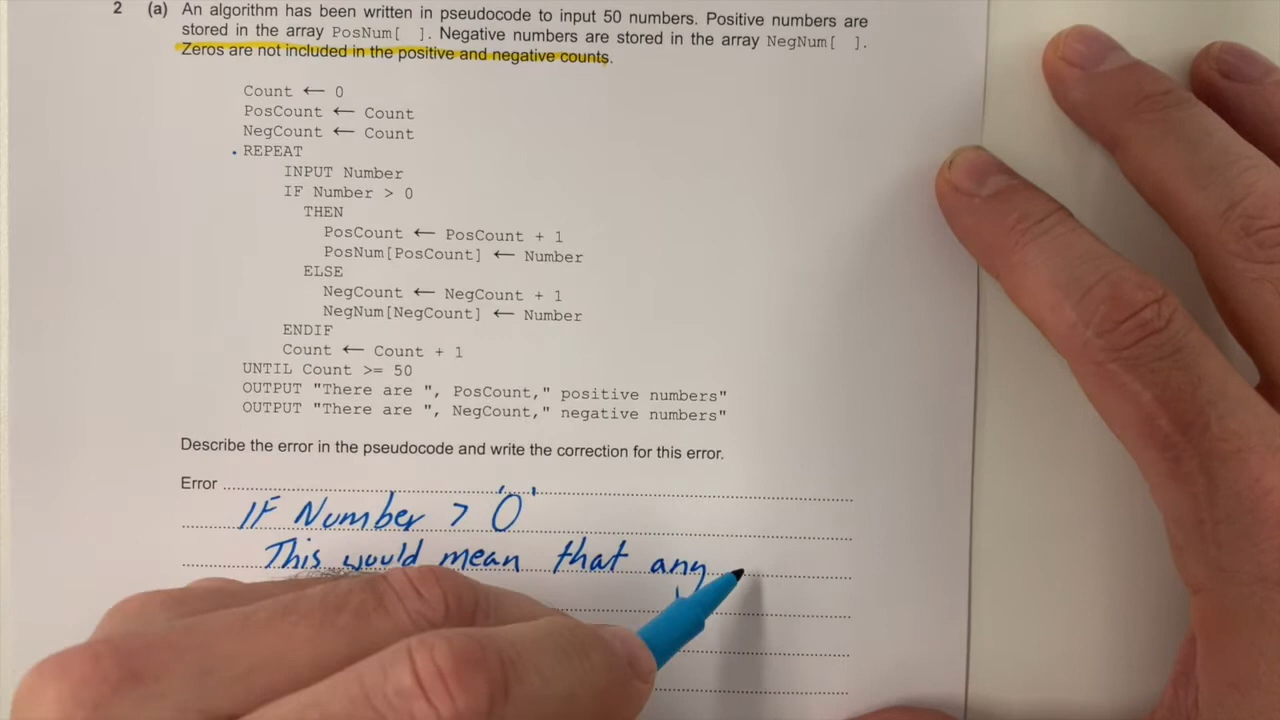 2 (a) An algorithm has been written in pseudocode to input 50 numbers. Positive numbers are
stored in the array PosNum[ ]. Negative numbers are stored in the array NegNum[ ].
Zeros are not included in the positive and negative counts.
Count ← 0
PosCount ← Count
NegCount ← Count
REPEAT
INPUT Number
IF Number > 0
THEN
PosCount ← PosCount + 1
PosNum[PosCount] ← Number
ELSE
NegCount ← NegCount + 1
NegNum[NegCount] ← Number
ENDIF
Count ← Count + 1
UNTIL Count >= 50
OUTPUT "There are ", PosCount," positive numbers"
OUTPUT "There are ", NegCount," negative numbers"
Describe the error in the pseudocode and write the correction for this error.
Error
IF Number > '0'
This would mean that any